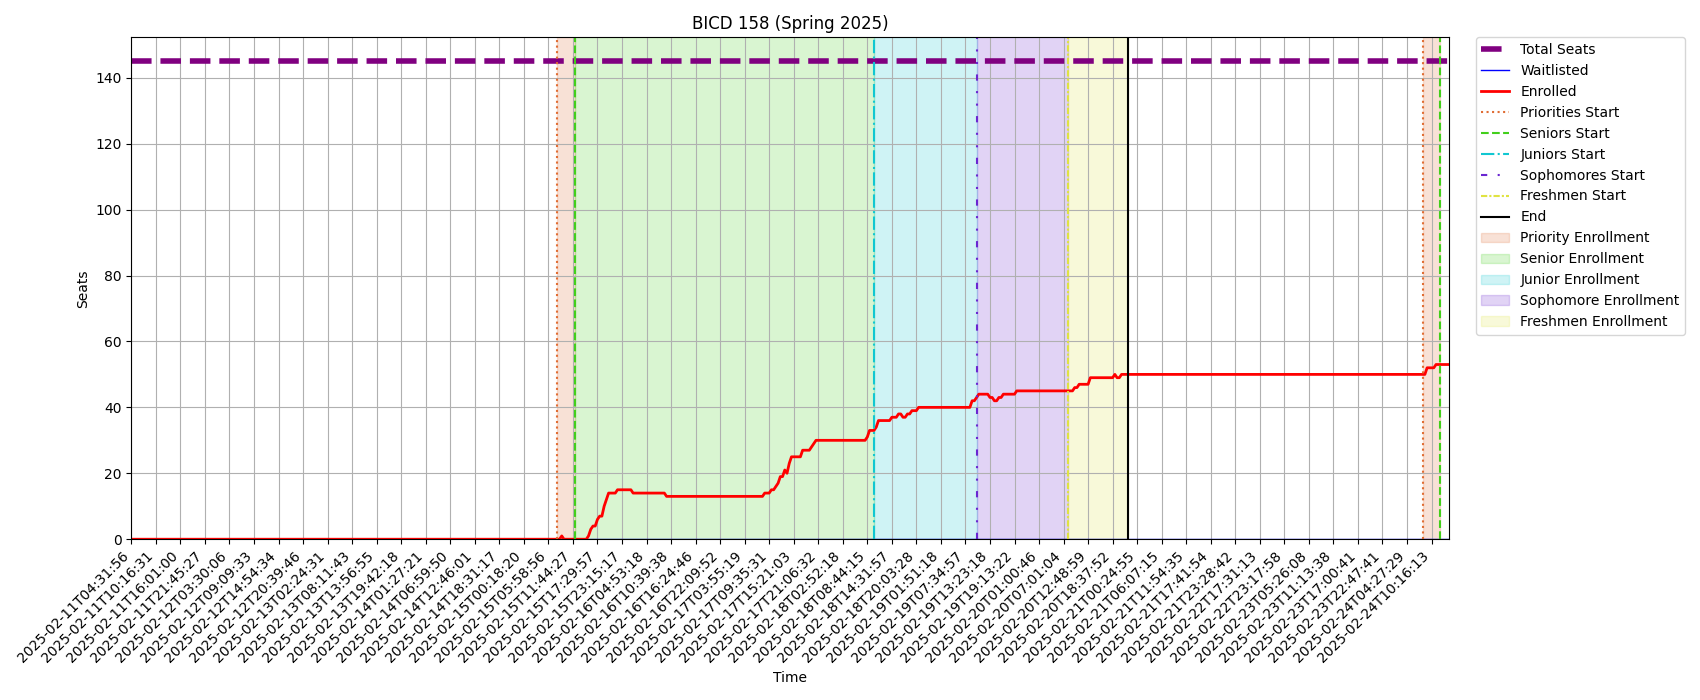 BICD 158 (Spring 2025)
Seats
140
120
100
80
60
40
20
0
2025-02-11T04:31:56
2025-02-11T10:16:31
2025-02-11T16:01:00
2025-02-11T21:45:27
2025-02-12T03:30:06
2025-02-12T09:09:33
2025-02-12T14:54:34
2025-02-12T20:39:46
2025-02-13T02:24:31
2025-02-13T08:11:43
2025-02-13T13:56:55
2025-02-13T19:42:18
2025-02-14T01:27:21
2025-02-14T06:59:50
2025-02-14T12:46:01
2025-02-14T18:31:17
2025-02-15T00:18:20
2025-02-15T05:58:56
2025-02-15T11:44:27
2025-02-15T17:29:57
2025-02-15T23:15:17
2025-02-16T04:53:18
2025-02-16T10:39:38
2025-02-16T16:24:46
2025-02-16T22:09:52
2025-02-17T03:55:19
2025-02-17T09:35:31
2025-02-17T15:21:03
2025-02-17T21:06:32
2025-02-18T02:52:18
2025-02-18T08:44:15
2025-02-18T14:31:57
2025-02-18T20:03:28
2025-02-19T01:51:18
2025-02-19T07:34:57
2025-02-19T13:23:18
2025-02-19T19:13:22
2025-02-20T01:00:46
2025-02-20T07:01:04
2025-02-20T12:48:59
2025-02-20T18:37:52
2025-02-21T00:24:55
2025-02-21T06:07:15
2025-02-21T11:54:35
2025-02-21T17:41:54
2025-02-21T23:28:42
2025-02-22T17:31:13
2025-02-22T23:17:58
2025-02-23T05:26:08
2025-02-23T11:13:38
2025-02-23T17:00:41
2025-02-23T22:47:41
2025-02-24T04:27:29
2025-02-24T10:16:13
Time
Total Seats
Waitlisted
Enrolled
Priorities Start
Seniors Start
Juniors Start
Sophomores Start
Freshmen Start
End
Priority Enrollment
Senior Enrollment
Junior Enrollment
Sophomore Enrollment
Freshmen Enrollment